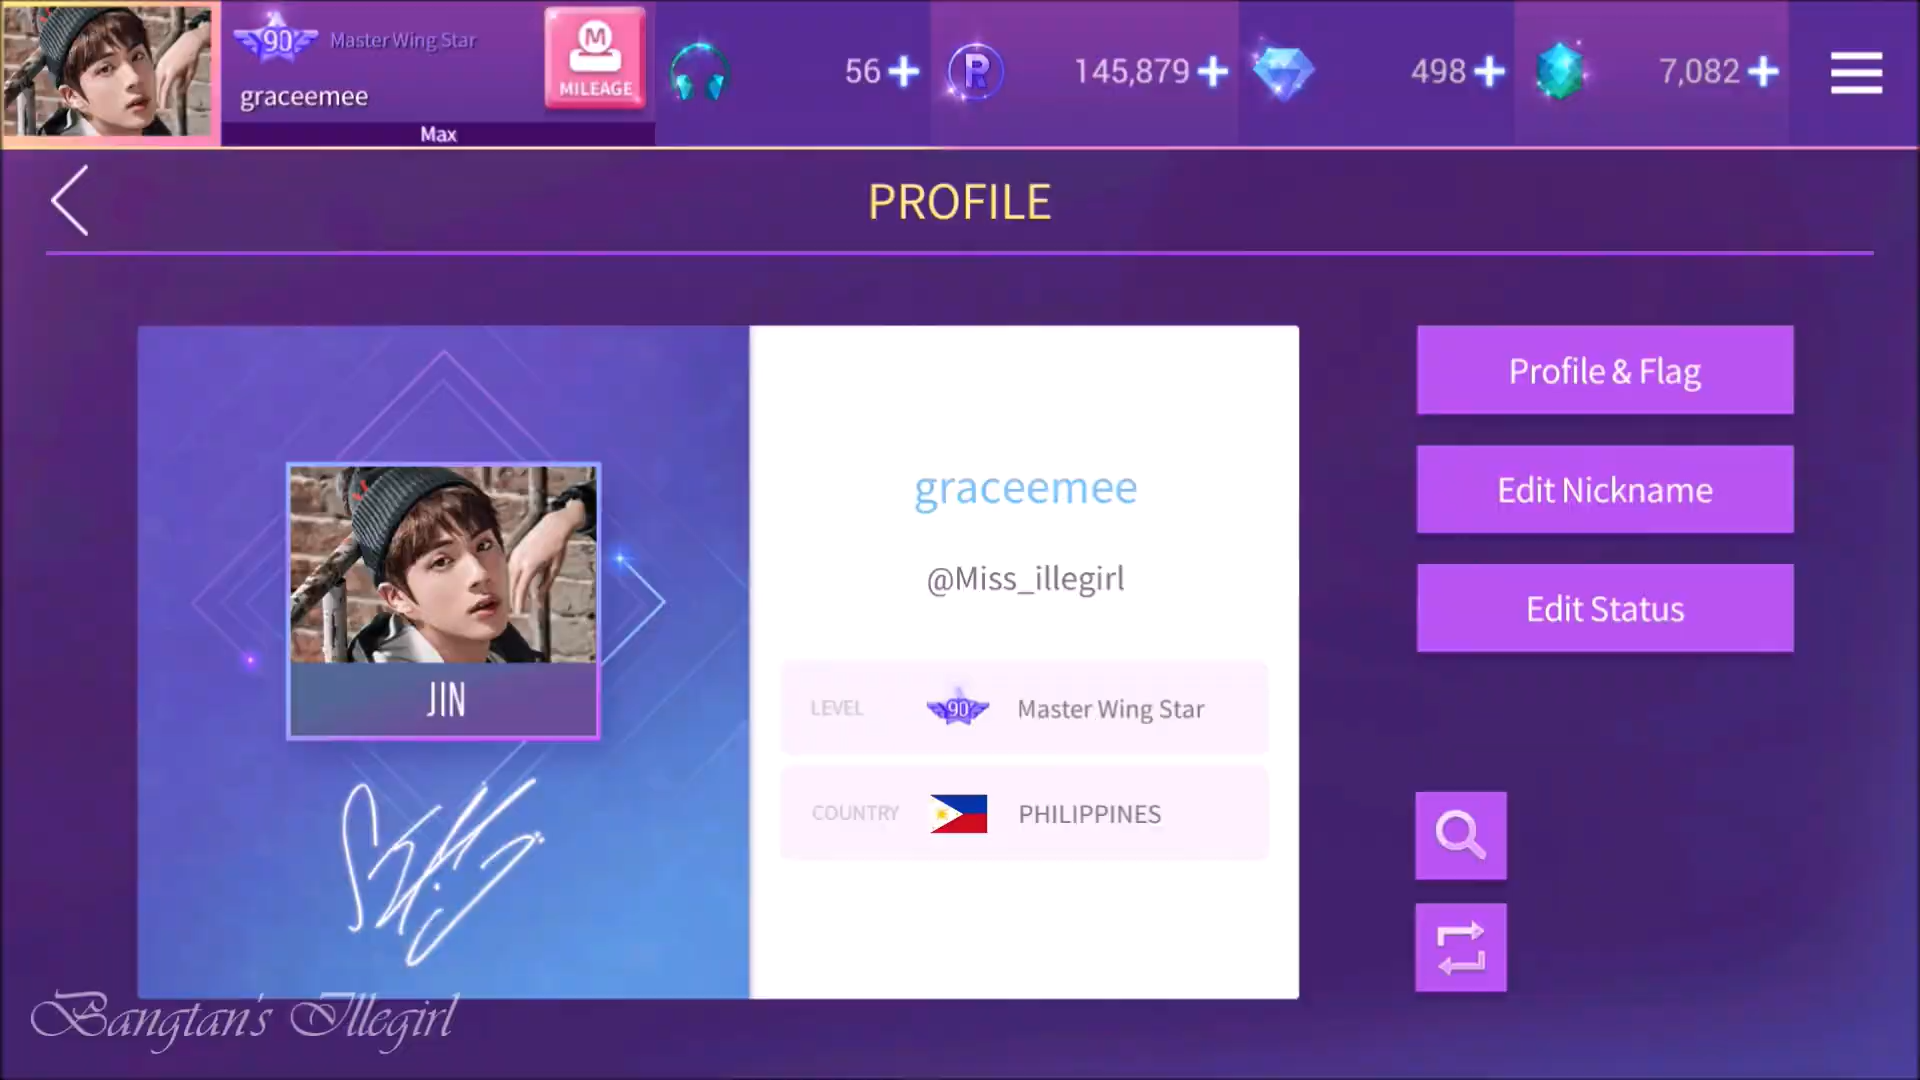 90 Master Wing Star
graceemee
M
MILEAGE
Max
56
R
145,879
498
7,082
PROFILE
JIN
graceemee
@Miss_illegirl
LEVEL 90 Master Wing Star
COUNTRY PHILIPPINES
Profile & Flag
Edit Nickname
Edit Status
Bangtan's Illegirl